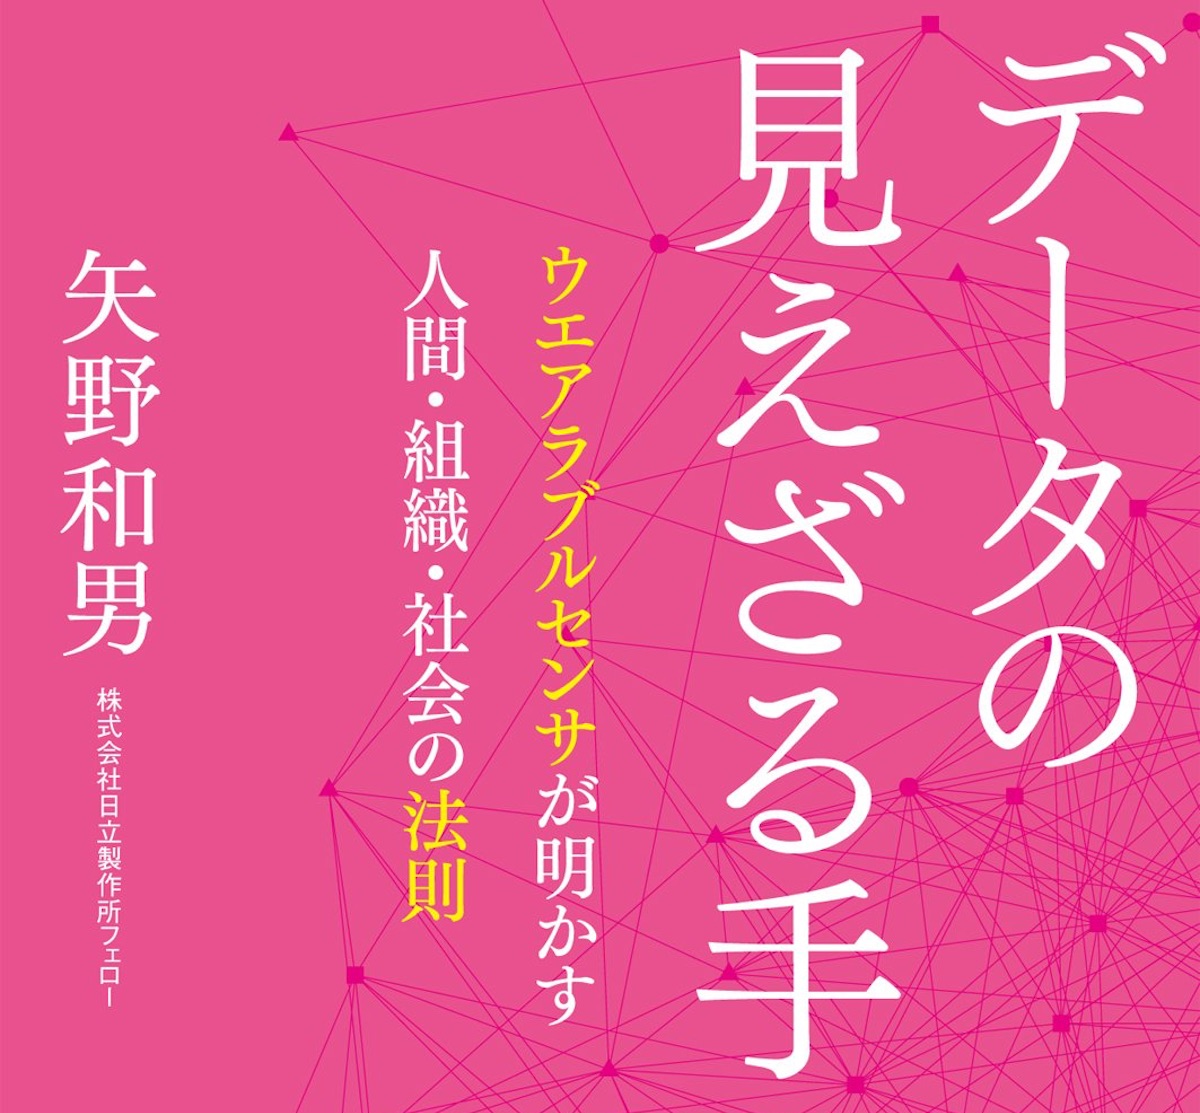 データの
見えざる手
ウエアラブルセンサが明かす
人間・組織・社会の法則
矢野和男
株式会社日立製作所フェロー